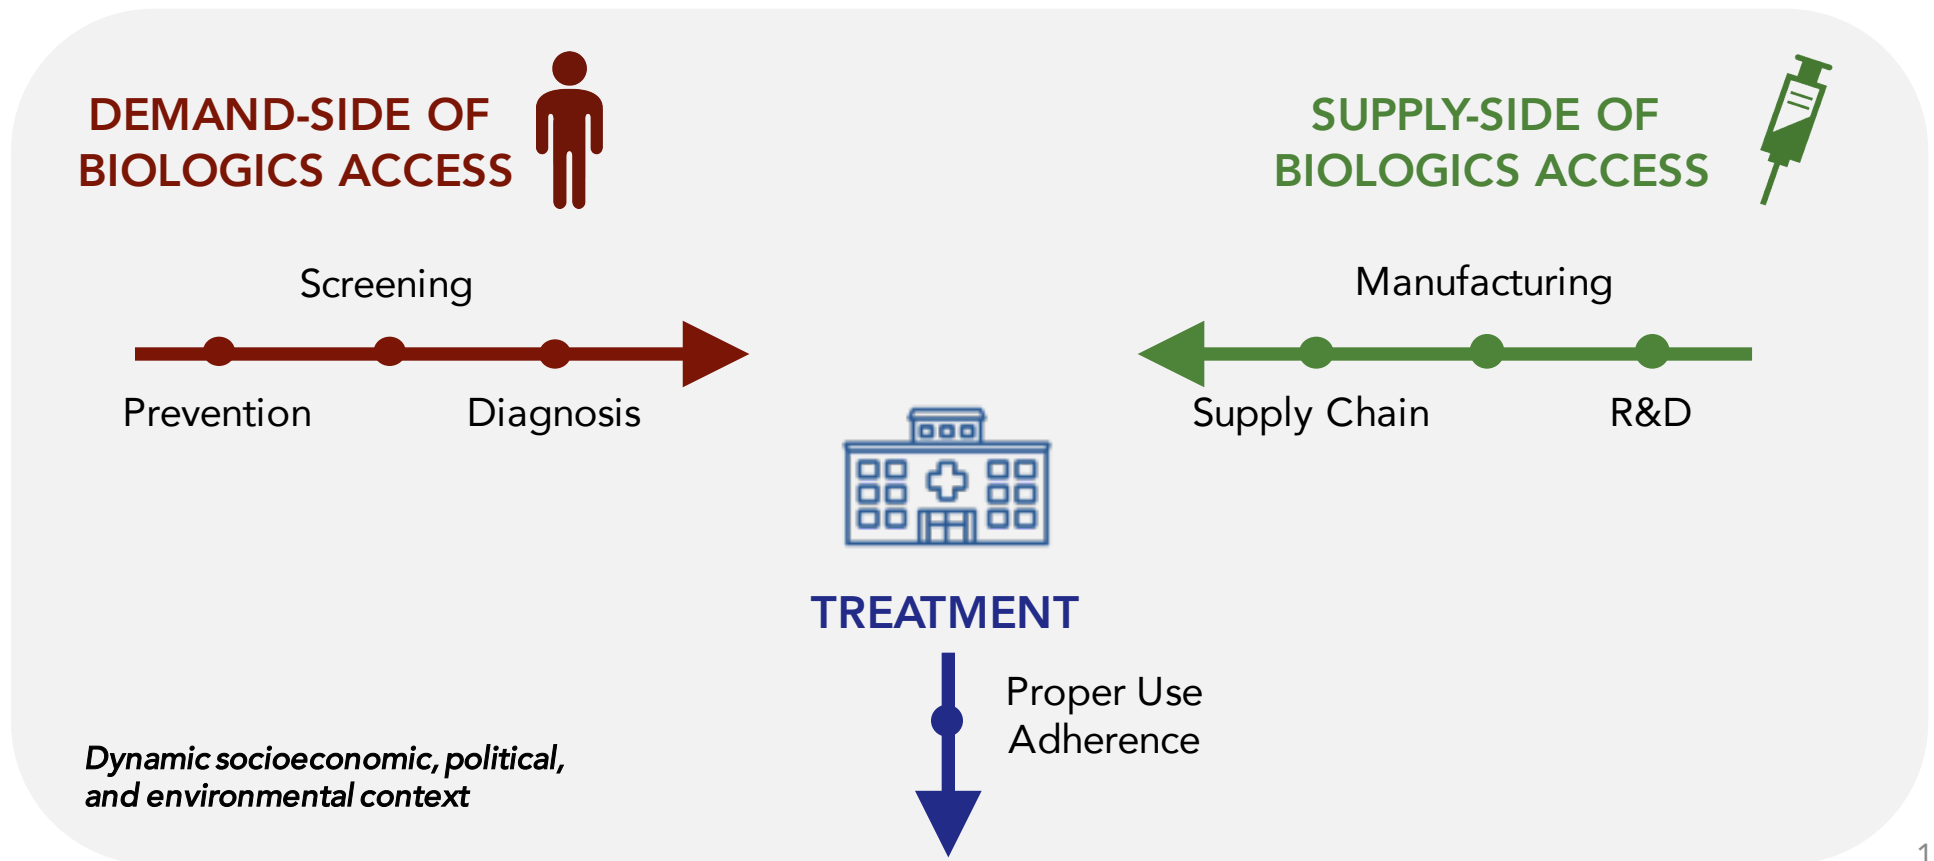 DEMAND-SIDE OF
BIOLOGICS ACCESS
SUPPLY-SIDE OF
BIOLOGICS ACCESS
Screening
Prevention
Diagnosis
Manufacturing
Supply Chain
R&D
TREATMENT
Proper Use
Adherence
Dynamic socioeconomic, political,
and environmental context
1